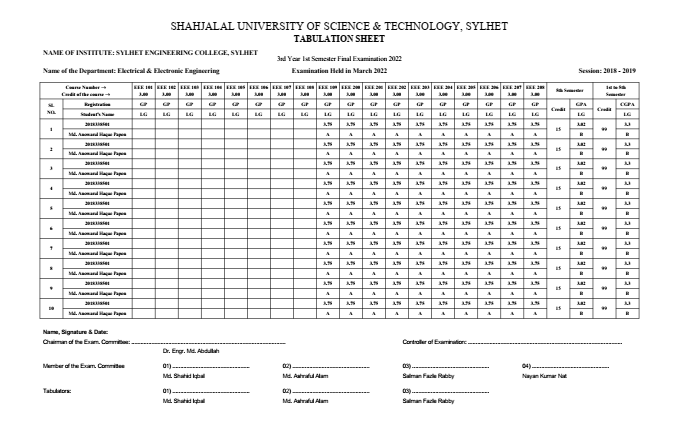 SHAHJALAL UNIVERSITY OF SCIENCE & TECHNOLOGY, SYLHET
TABULATION SHEET
NAME OF INSTITUTE: SYLHET ENGINEERING COLLEGE, SYLHET
3rd Year 1st Semester Final Examination 2022
Name of the Department: Electrical & Electronic Engineering Examination Held in March 2022 Session: 2018 - 2019
Course Number → EEE 101 EEE 102 EEE 103 EEE 104 EEE 105 EEE 106 EEE 107 EEE 108 EEE 109 EEE 200 EEE 201 EEE 202 EEE 203 EEE 204 EEE 205 EEE 206 EEE 207 EEE 208 5th Semester 1st to 5th Semester
Credit of the course → 3.00 3.00 3.00 3.00 3.00 3.00 3.00 3.00 3.00 3.00 3.00 3.00 3.00 3.00 3.00 3.00 3.00 3.00
SL NO. Registration GP GP GP GP GP GP GP GP GP GP GP GP GP GP GP GP GP GP Credit GPA Credit CGPA
Student's Name LG LG LG LG LG LG LG LG LG LG LG LG LG LG LG LG LG LG LG LG
1 2018338501 3.75 3.75 3.75 3.75 3.75 3.75 3.75 3.75 3.75 3.75 15 3.02 99 3.3
Md. Anowarul Haque Papon A A A A A A A A A A B B
2 2018338501 3.75 3.75 3.75 3.75 3.75 3.75 3.75 3.75 3.75 3.75 15 3.02 99 3.3
Md. Anowarul Haque Papon A A A A A A A A A A B B
3 2018338501 3.75 3.75 3.75 3.75 3.75 3.75 3.75 3.75 3.75 3.75 15 3.02 99 3.3
Md. Anowarul Haque Papon A A A A A A A A A A B B
4 2018338501 3.75 3.75 3.75 3.75 3.75 3.75 3.75 3.75 3.75 3.75 15 3.02 99 3.3
Md. Anowarul Haque Papon A A A A A A A A A A B B
5 2018338501 3.75 3.75 3.75 3.75 3.75 3.75 3.75 3.75 3.75 3.75 15 3.02 99 3.3
Md. Anowarul Haque Papon A A A A A A A A A A B B
6 2018338501 3.75 3.75 3.75 3.75 3.75 3.75 3.75 3.75 3.75 3.75 15 3.02 99 3.3
Md. Anowarul Haque Papon A A A A A A A A A A B B
7 2018338501 3.75 3.75 3.75 3.75 3.75 3.75 3.75 3.75 3.75 3.75 15 3.02 99 3.3
Md. Anowarul Haque Papon A A A A A A A A A A B B
8 2018338501 3.75 3.75 3.75 3.75 3.75 3.75 3.75 3.75 3.75 3.75 15 3.02 99 3.3
Md. Anowarul Haque Papon A A A A A A A A A A B B
9 2018338501 3.75 3.75 3.75 3.75 3.75 3.75 3.75 3.75 3.75 3.75 15 3.02 99 3.3
Md. Anowarul Haque Papon A A A A A A A A A A B B
10 2018338501 3.75 3.75 3.75 3.75 3.75 3.75 3.75 3.75 3.75 3.75 15 3.02 99 3.3
Md. Anowarul Haque Papon A A A A A A A A A A B B
Name, Signature & Date:
Chairman of the Exam. Committee: .................... Controller of Examination: ....................
Dr. Engr. Md. Abdullah
Member of the Exam. Committee 01) .................... 02) .................... 03) .................... 04) ....................
Md. Shahid Iqbal Md. Ashraful Alam Salman Fazle Rabby Nayan Kumar Nat
Tabulators: 01) .................... 02) .................... 03) ....................
Md. Shahid Iqbal Md. Ashraful Alam Salman Fazle Rabby